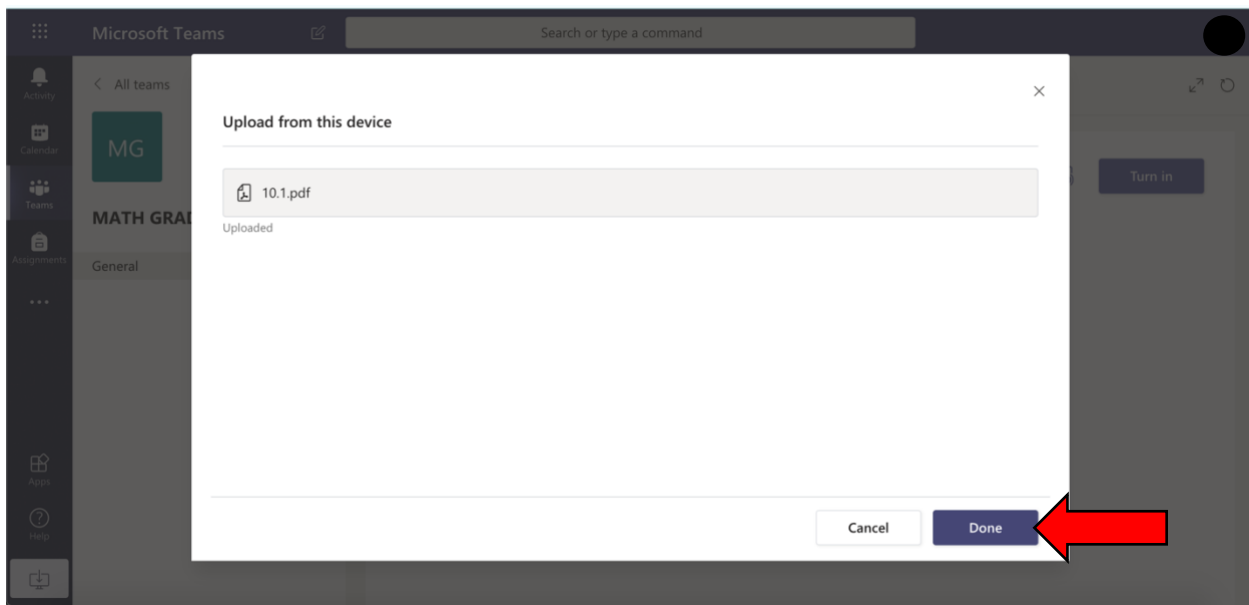 Microsoft Teams
Search or type a command
Activity
All teams
Calendar
MG
Teams
MATH GRAD
Assignments
General
Upload from this device
10.1.pdf
Uploaded
Turn in
Apps
Help
Cancel
Done